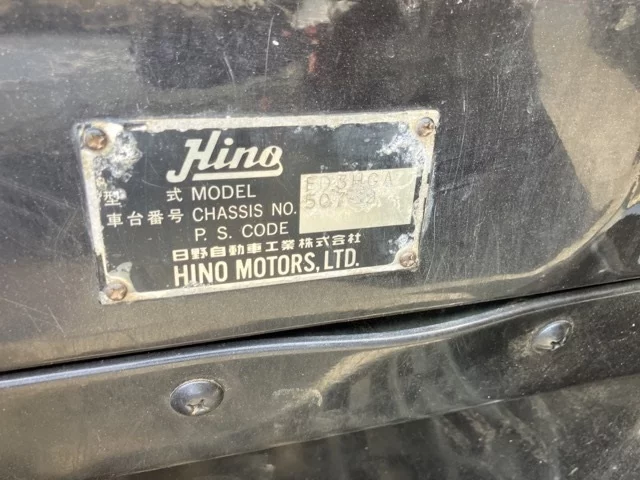 Hino
型 式 MODEL
車台番号 CHASSIS NO.
P. S. CODE
日野自動車工業株式会社
HINO MOTORS, LTD.